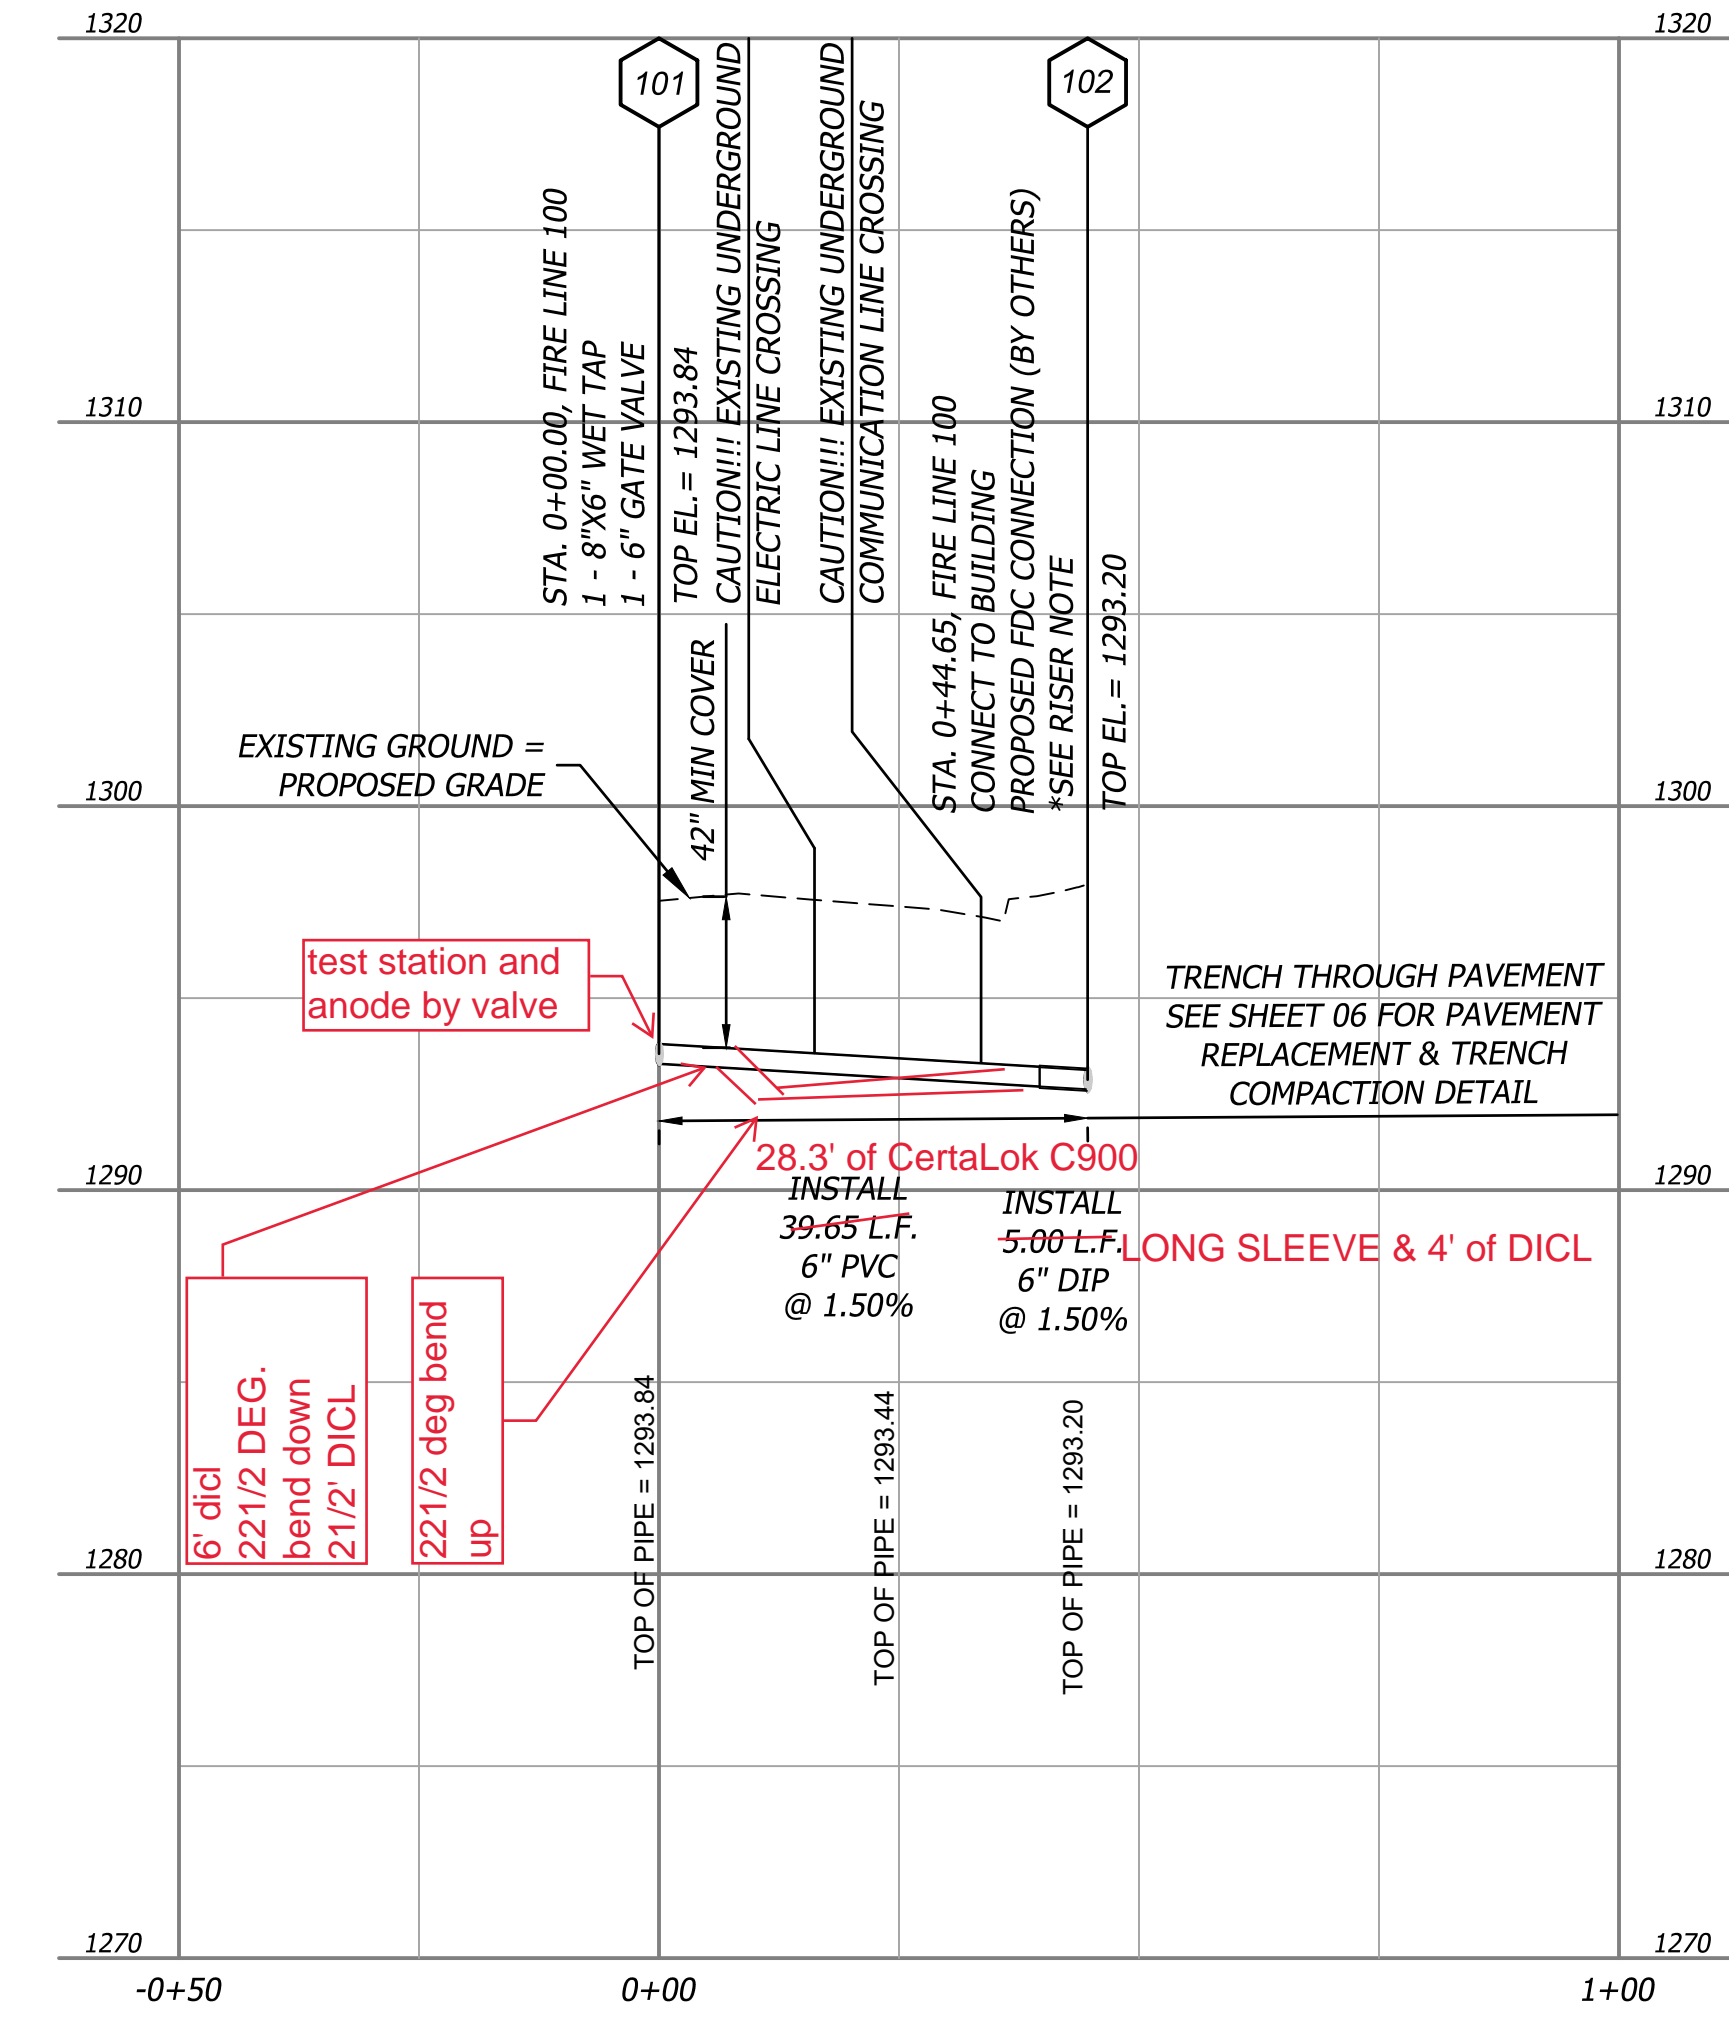 1320
1320
101
102
STA. 0+00.00, FIRE LINE 100
1 - 8"X6" WET TAP
1 - 6" GATE VALVE
TOP EL.= 1293.84
CAUTION!!! EXISTING UNDERGROUND
ELECTRIC LINE CROSSING
CAUTION!!! EXISTING UNDERGROUND
COMMUNICATION LINE CROSSING
STA. 0+44.65, FIRE LINE 100
CONNECT TO BUILDING
PROPOSED FDC CONNECTION (BY OTHERS)
*SEE RISER NOTE
TOP EL.= 1293.20
1310
1310
42" MIN COVER
EXISTING GROUND =
PROPOSED GRADE
1300
1300
test station and
anode by valve
TRENCH THROUGH PAVEMENT
SEE SHEET 06 FOR PAVEMENT
REPLACEMENT & TRENCH
COMPACTION DETAIL
28.3' of CertaLok C900
1290
1290
INSTALL
39.65 L.F.
6" PVC
@ 1.50%
INSTALL
5.00 L.F.
6" DIP
@ 1.50%
LONG SLEEVE & 4' of DICL
6' dicl
221/2 DEG.
bend down
21/2' DICL
221/2 deg bend
up
TOP OF PIPE = 1293.84
TOP OF PIPE = 1293.44
TOP OF PIPE = 1293.20
1280
1280
1270
1270
-0+50
0+00
1+00